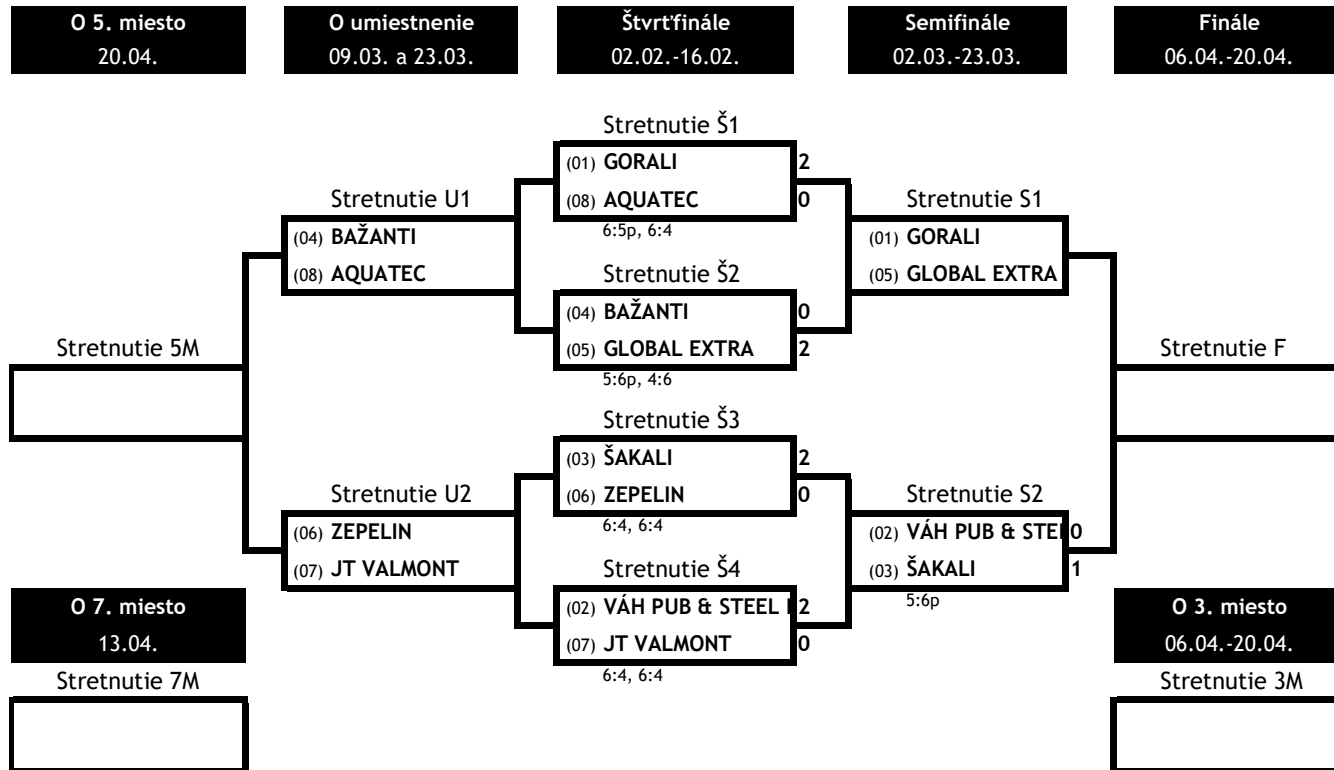 O 5. miesto
20.04.
O umiestnenie
09.03. a 23.03.
Štvrťfinále
02.02.-16.02.
Semifinále
02.03.-23.03.
Finále
06.04.-20.04.
Stretnutie Š1
(01) GORALI 2
(08) AQUATEC 0
6:5p, 6:4
Stretnutie U1
(04) BAŽANTI
(08) AQUATEC
Stretnutie S1
(01) GORALI
(05) GLOBAL EXTRA
Stretnutie Š2
(04) BAŽANTI 0
(05) GLOBAL EXTRA 2
5:6p, 4:6
Stretnutie 5M
Stretnutie F
Stretnutie Š3
(03) ŠAKALI 2
(06) ZEPELIN 0
6:4, 6:4
Stretnutie U2
(06) ZEPELIN
(07) JT VALMONT
Stretnutie S2
(02) VÁH PUB & STE 0
(03) ŠAKALI 1
5:6p
Stretnutie Š4
(02) VÁH PUB & STEEL 2
(07) JT VALMONT 0
6:4, 6:4
O 7. miesto
13.04.
Stretnutie 7M
O 3. miesto
06.04.-20.04.
Stretnutie 3M